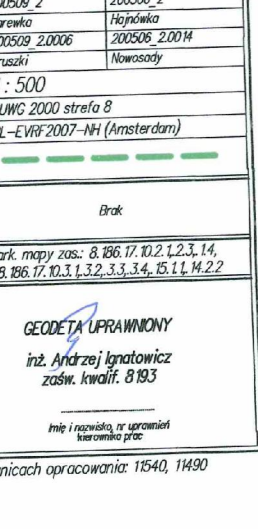 00509_2 200506_2
arewka Hajnówka
00509_2.0006 200506_2.0014
ruszki Nowosady
: 500
UWG 2000 strefa 8
L-EVRF2007-NH (Amsterdam)
Brak
ark. mapy zas.: 8.186.17.10.2.1,2.3,.1.4,
8.186.17.10.3.1,.3.2,.3.3,.3.4,.15.1.1,.14.2.2
GEODETA UPRAWNIONY
inż. Andrzej Ignatowicz
zaśw. kwalif. 8193
Imię i nazwisko, nr uprawnień
kierownika prac
nicach opracowania: 11540, 11490